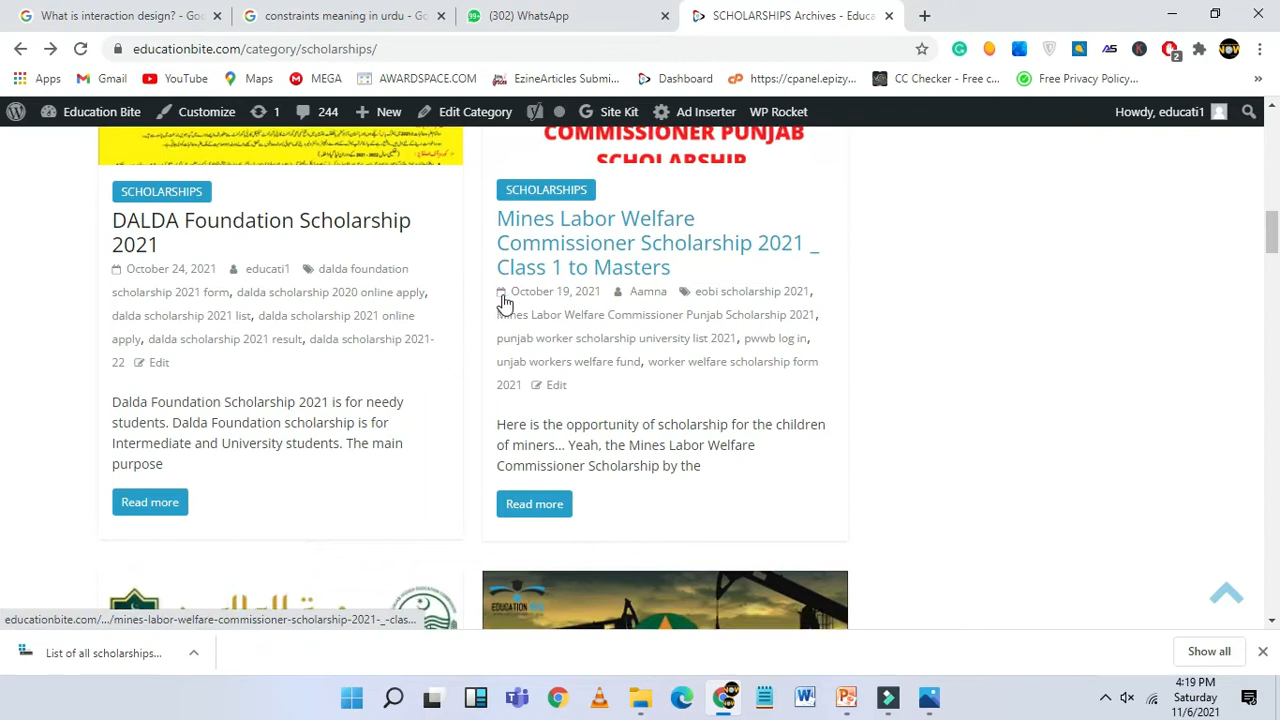 What is interaction design? - Goo
constraints meaning in urdu - Goo
(302) WhatsApp
SCHOLARSHIPS Archives - Educa
educationbite.com/category/scholarships/
Apps
Gmail
YouTube
Maps
MEGA
AWARDSPACE.COM
EzineArticles Submi...
Dashboard
https://cpanel.epizy...
CC Checker - Free c...
Free Privacy Policy...
Education Bite
Customize
1
244
New
Edit Category
Site Kit
Ad Inserter
WP Rocket
Howdy, educati1
COMMISSIONER PUNJAB
SCHOLARSHIP
SCHOLARSHIPS
DALDA Foundation Scholarship
2021
October 24, 2021 educati1 dalda foundation
scholarship 2021 form, dalda scholarship 2020 online apply,
dalda scholarship 2021 list, dalda scholarship 2021 online
apply, dalda scholarship 2021 result, dalda scholarship 2021-
22 Edit
Dalda Foundation Scholarship 2021 is for needy
students. Dalda Foundation scholarship is for
Intermediate and University students. The main
purpose
Read more
SCHOLARSHIPS
Mines Labor Welfare
Commissioner Scholarship 2021 _
Class 1 to Masters
October 19, 2021 Aamna eobi scholarship 2021,
Mines Labor Welfare Commissioner Punjab Scholarship 2021,
punjab worker scholarship university list 2021, pwwb log in,
unjab workers welfare fund, worker welfare scholarship form
2021 Edit
Here is the opportunity of scholarship for the children
of miners... Yeah, the Mines Labor Welfare
Commissioner Scholarship by the
Read more
EDUCATION BITE
educationbite.com/.../mines-labor-welfare-commissioner-scholarship-2021-_-clas...
List of all scholarships...
Show all
4:19 PM
Saturday
11/6/2021